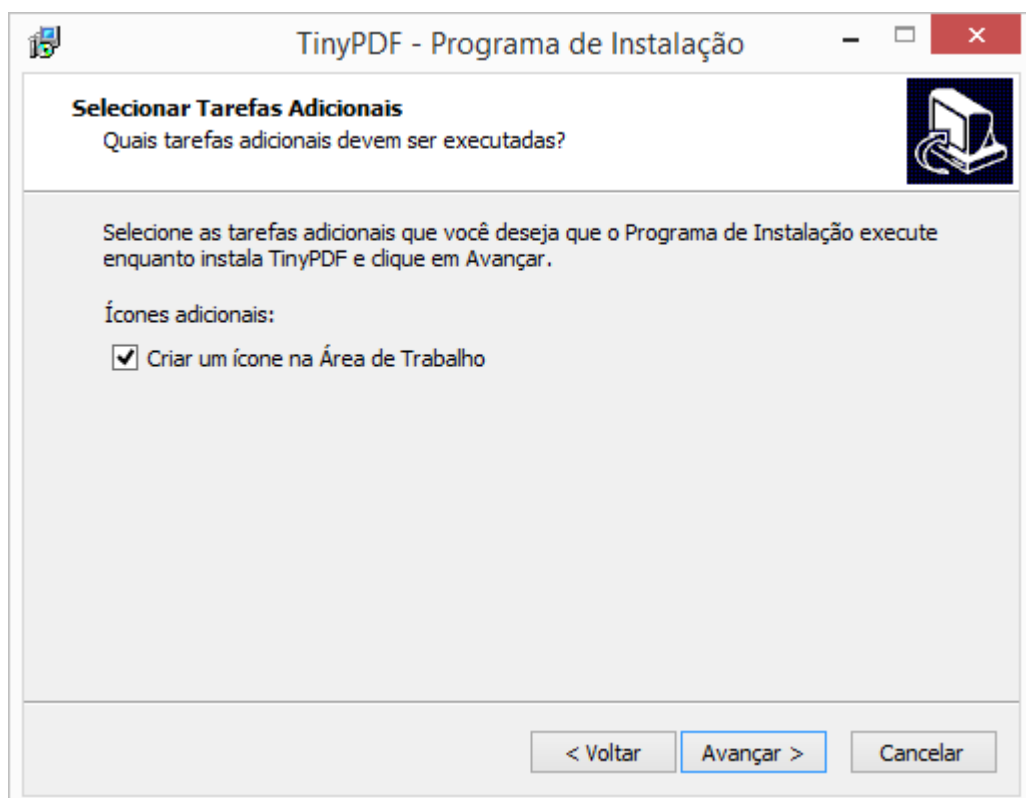 TinyPDF - Programa de Instalação
Selecionar Tarefas Adicionais
Quais tarefas adicionais devem ser executadas?
Selecione as tarefas adicionais que você deseja que o Programa de Instalação execute
enquanto instala TinyPDF e clique em Avançar.
Ícones adicionais:
Criar um ícone na Área de Trabalho
< Voltar
Avançar >
Cancelar